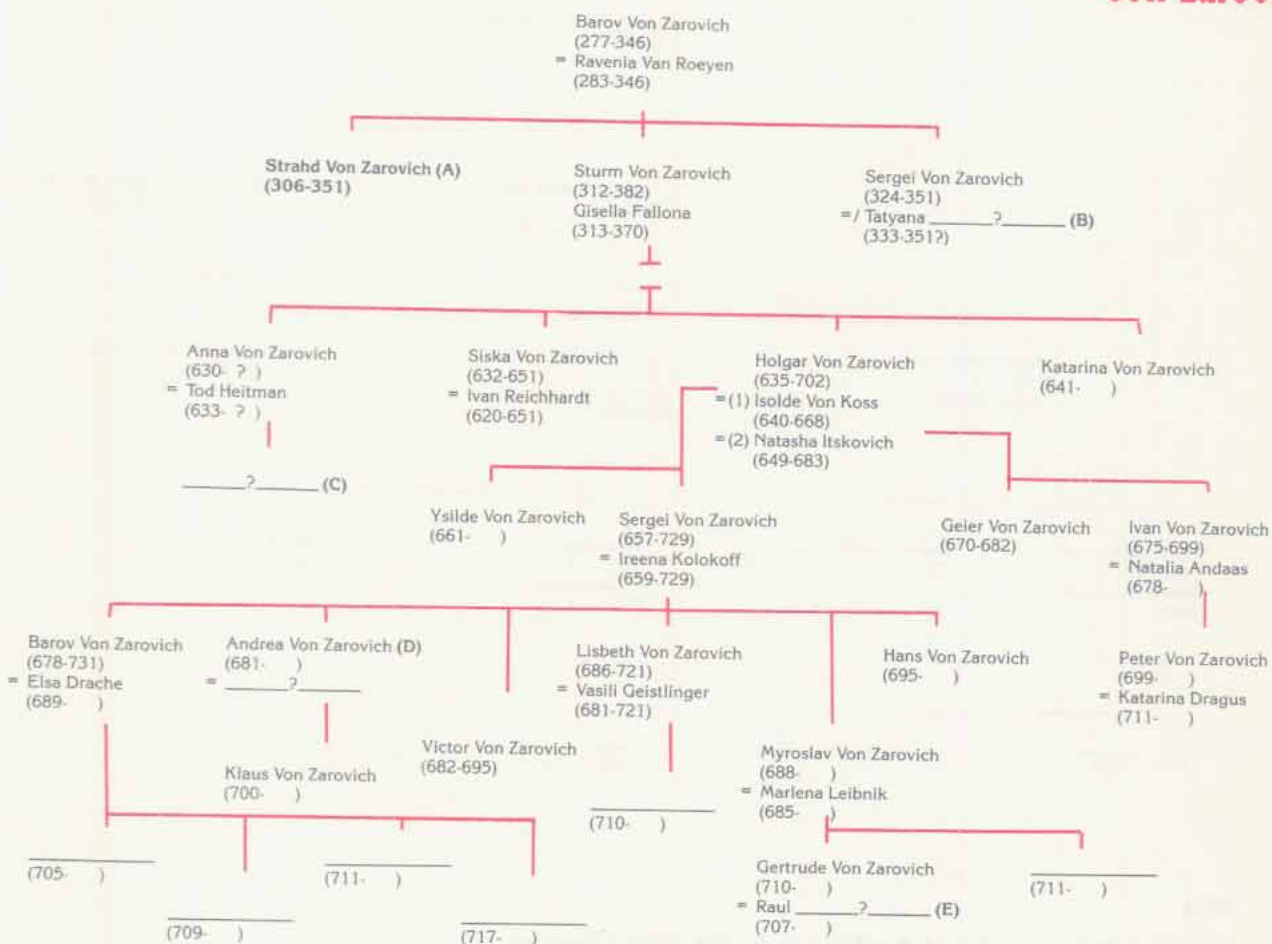 Barov Von Zarovich
(277-346)
= Ravenia Van Roeyen
(283-346)
Strahd Von Zarovich (A)
(306-351)
Sturm Von Zarovich
(312-382)
Gisella Fallona
(313-370)
Sergei Von Zarovich
(324-351)
=/ Tatyana ______?______ (B)
(333-351?)
Anna Von Zarovich
(630- ? )
= Tod Heitman
(633- ? )
______?______ (C)
Siska Von Zarovich
(632-651)
= Ivan Reichhardt
(620-651)
Holgar Von Zarovich
(635-702)
=(1) Isolde Von Koss
(640-668)
=(2) Natasha Itskovich
(649-683)
Katarina Von Zarovich
(641- )
Ysilde Von Zarovich
(661- )
Sergei Von Zarovich
(657-729)
= Ireena Kolokoff
(659-729)
Geier Von Zarovich
(670-682)
Ivan Von Zarovich
(675-699)
= Natalia Andaas
(678- )
Barov Von Zarovich
(678-731)
= Elsa Drache
(689- )
Andrea Von Zarovich (D)
(681- )
= ______?______
Klaus Von Zarovich
(700- )
Victor Von Zarovich
(682-695)
Lisbeth Von Zarovich
(686-721)
= Vasili Geistlinger
(681-721)
____________
(710- )
Myroslav Von Zarovich
(688- )
= Marlena Leibnik
(685- )
Hans Von Zarovich
(695- )
Peter Von Zarovich
(699- )
= Katarina Dragus
(711- )
____________
(705- )
____________
(709- )
____________
(711- )
____________
(717- )
Gertrude Von Zarovich
(710- )
= Raul ______?______ (E)
(707- )
____________
(711- )